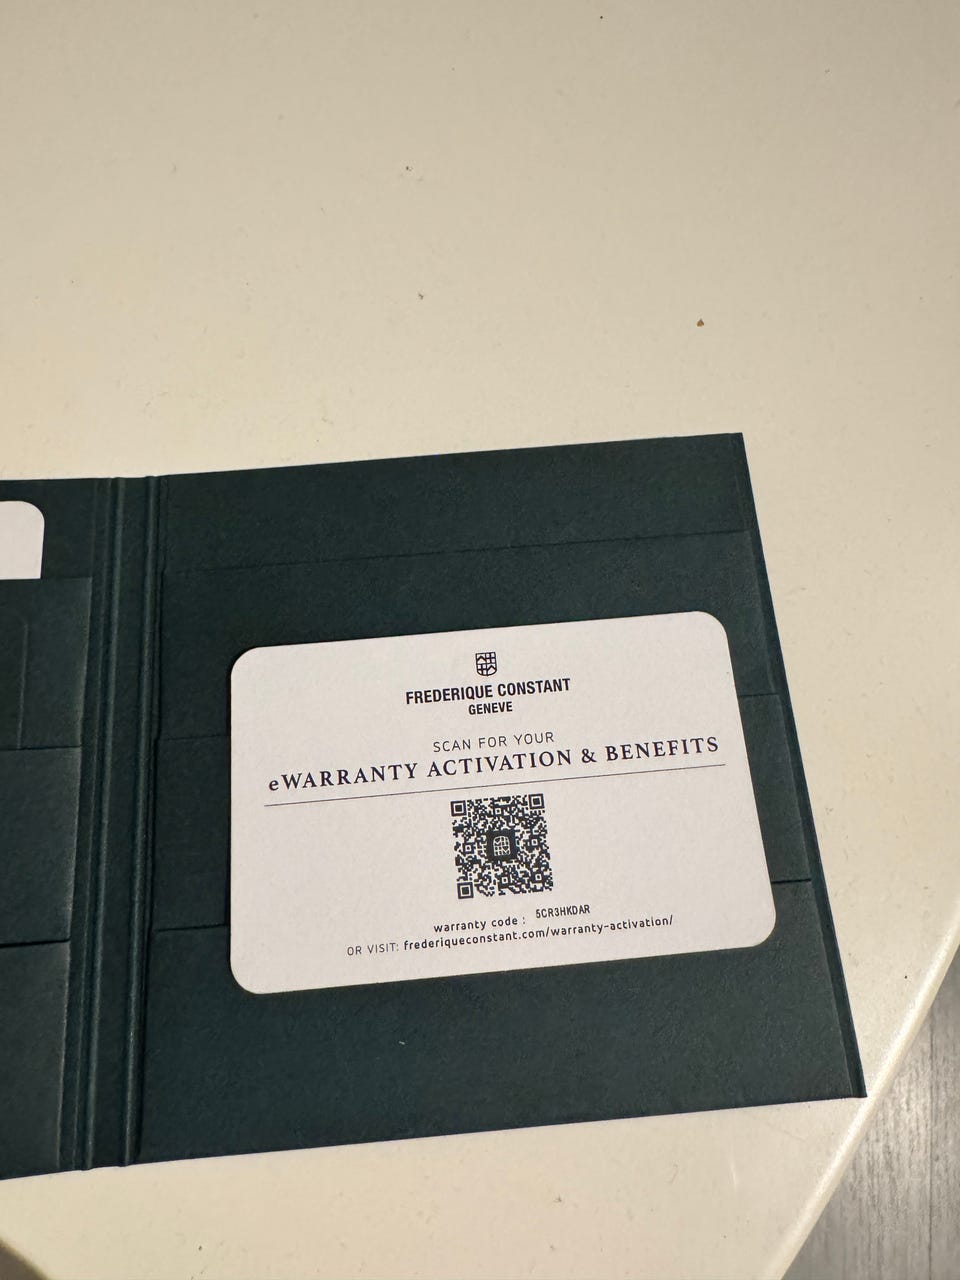 FREDERIQUE CONSTANT
GENEVE
SCAN FOR YOUR
eWARRANTY ACTIVATION & BENEFITS
warranty code : 5CR3HKDAR
OR VISIT: frederiqueconstant.com/warranty-activation/